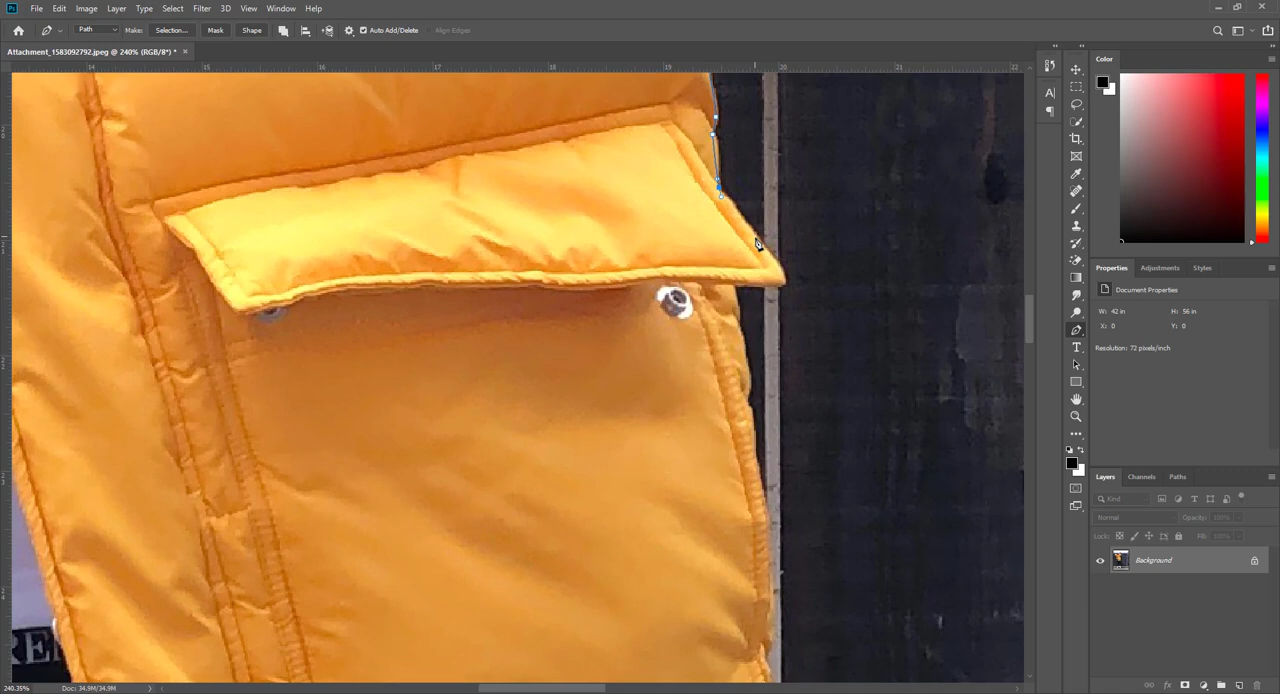 Ps File Edit Image Layer Type Select Filter 3D View Window Help
Path Make: Selection... Mask Shape Auto Add/Delete Align Edges
Attachment_1583092792.jpeg @ 240% (RGB/8*) * ×
14 15 17 18 19 20 21 22
Color
A|
Properties Adjustments Styles
Document Properties
W: 42 in H: 56 in
X: 0 Y: 0
Resolution: 72 pixels/inch
T
Layers Channels Paths
Kind
Normal Opacity: 100%
Lock: Fill: 100%
Background
REN
240.35% Doc: 34.9M/34.9M
fx